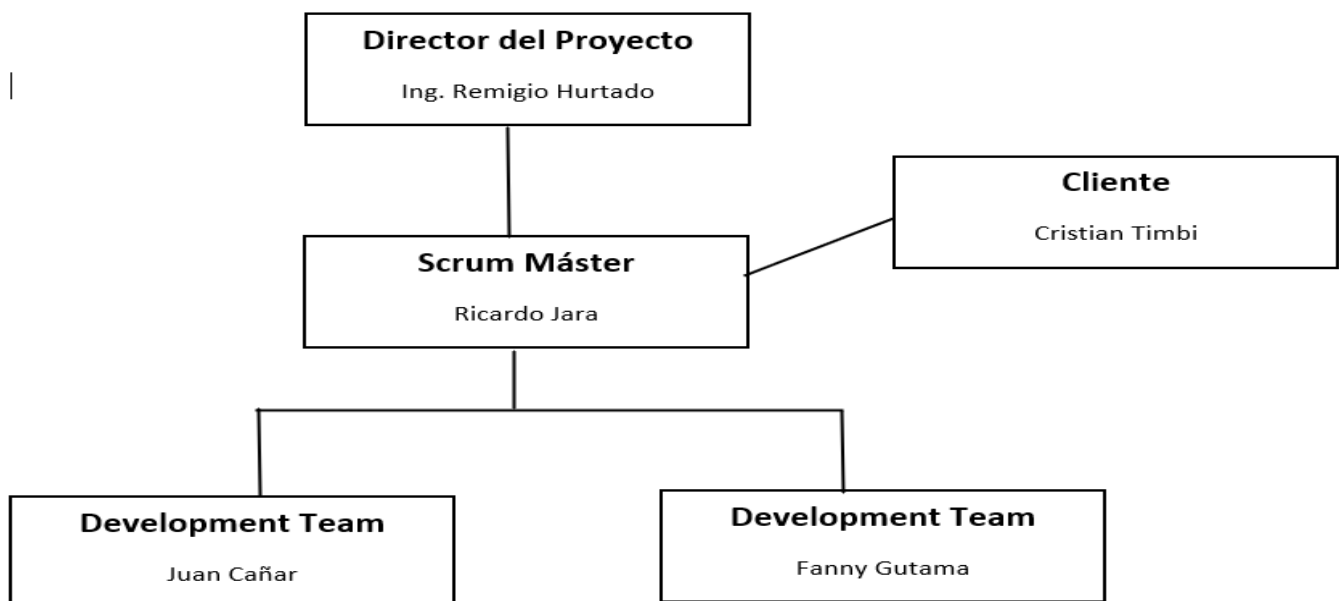 Director del Proyecto
Ing. Remigio Hurtado
Cliente
Cristian Timbi
Scrum Máster
Ricardo Jara
Development Team
Juan Cañar
Development Team
Fanny Gutama